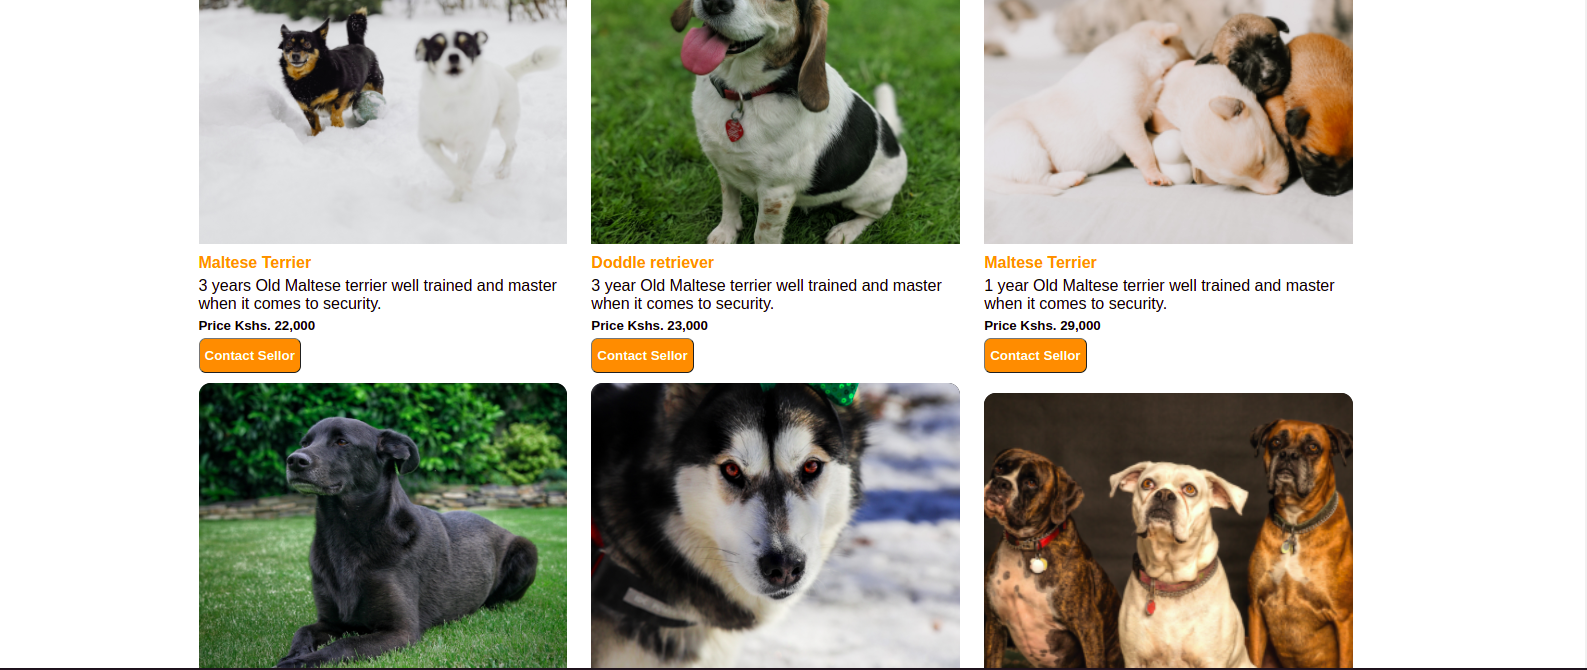 Maltese Terrier
3 years Old Maltese terrier well trained and master
when it comes to security.
Price Kshs. 22,000
Contact Sellor
Doddle retriever
3 year Old Maltese terrier well trained and master
when it comes to security.
Price Kshs. 23,000
Contact Sellor
Maltese Terrier
1 year Old Maltese terrier well trained and master
when it comes to security.
Price Kshs. 29,000
Contact Sellor